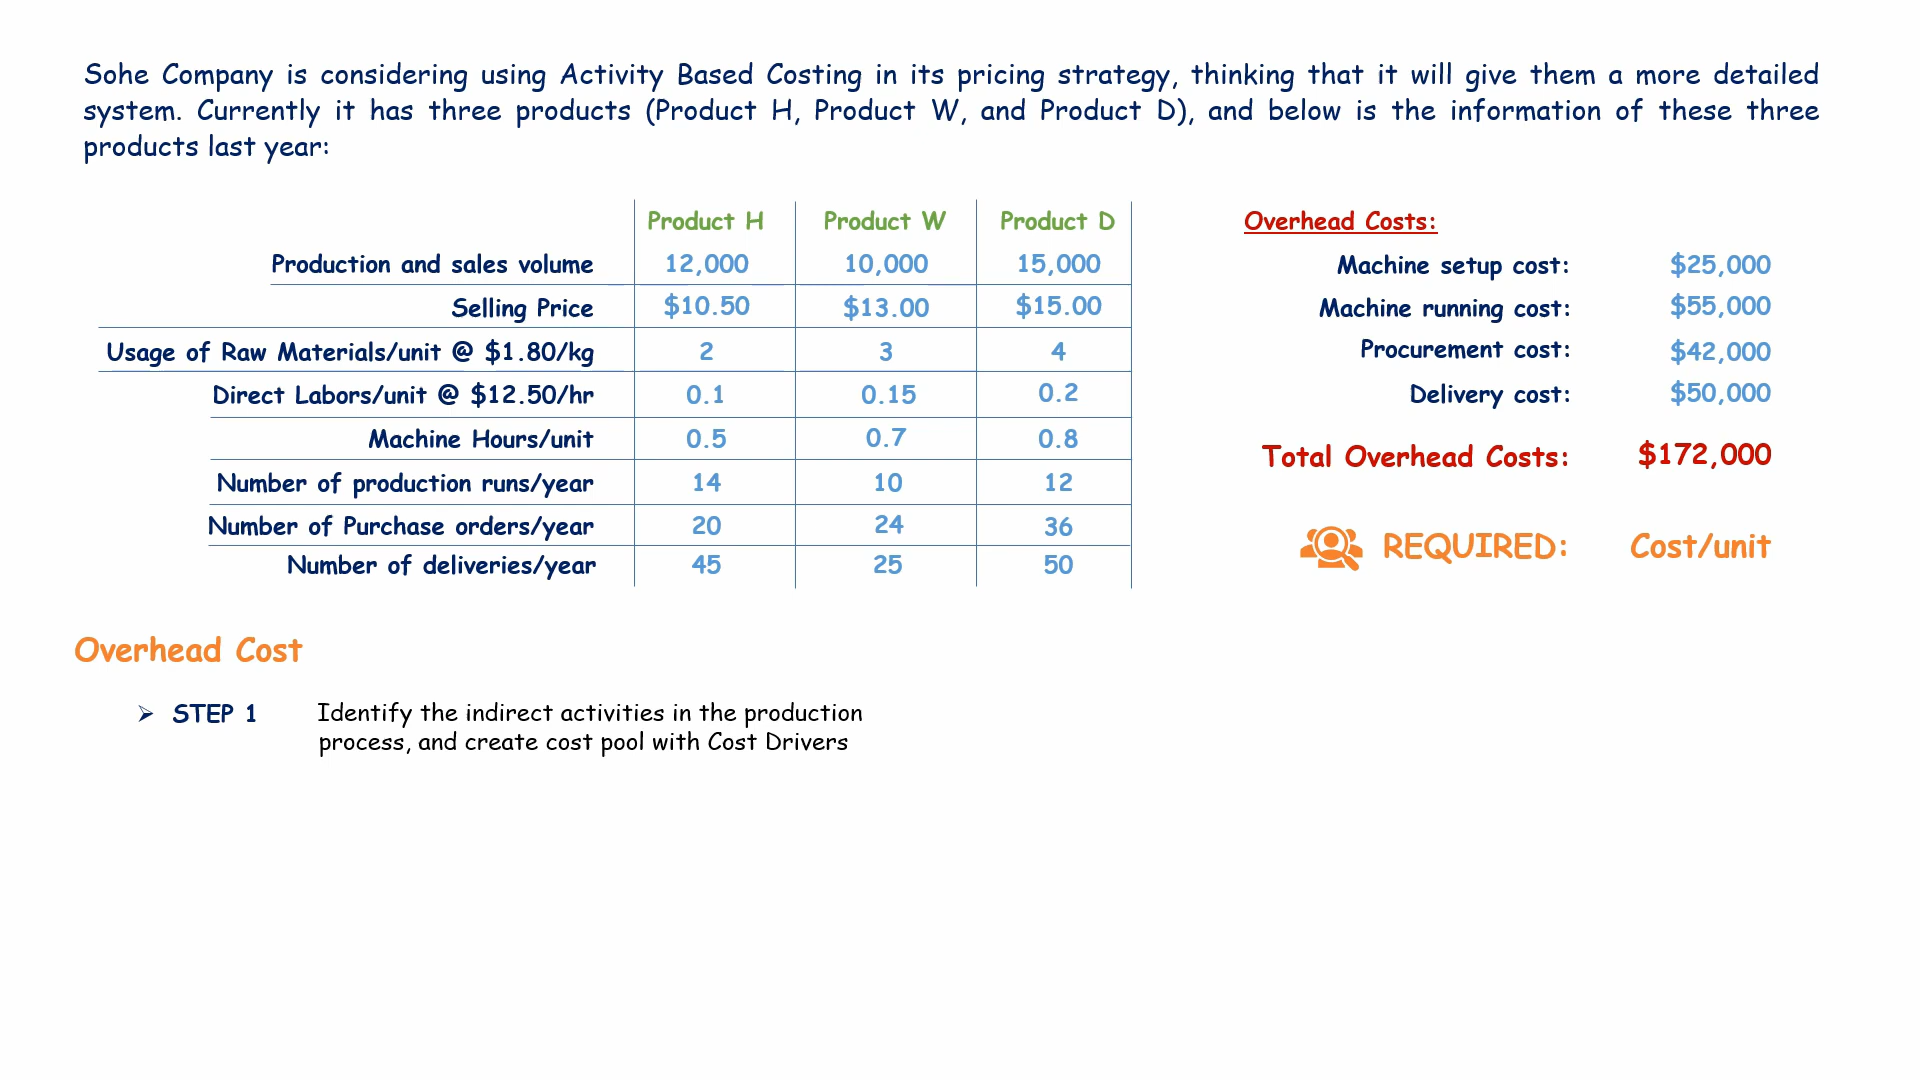 Sohe Company is considering using Activity Based Costing in its pricing strategy, thinking that it will give them a more detailed
system. Currently it has three products (Product H, Product W, and Product D), and below is the information of these three
products last year:
Product H Product W Product D
Production and sales volume 12,000 10,000 15,000
Selling Price $10.50 $13.00 $15.00
Usage of Raw Materials/unit @ $1.80/kg 2 3 4
Direct Labors/unit @ $12.50/hr 0.1 0.15 0.2
Machine Hours/unit 0.5 0.7 0.8
Number of production runs/year 14 10 12
Number of Purchase orders/year 20 24 36
Number of deliveries/year 45 25 50
Overhead Costs:
Machine setup cost: $25,000
Machine running cost: $55,000
Procurement cost: $42,000
Delivery cost: $50,000
Total Overhead Costs: $172,000
REQUIRED: Cost/unit
Overhead Cost
STEP 1 Identify the indirect activities in the production
process, and create cost pool with Cost Drivers